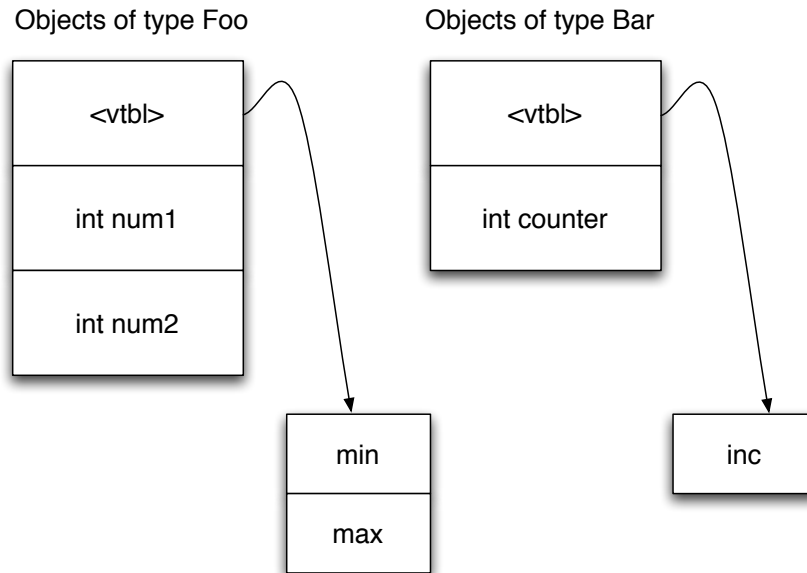 Objects of type Foo
<vtbl>
int num1
int num2
min
max
Objects of type Bar
<vtbl>
int counter
inc